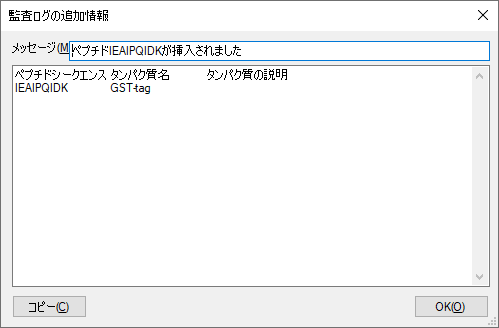 監査ログの追加情報
メッセージ(M
ペプチドIEAIPQIDKが挿入されました
ペプチドシークエンス タンパク質名 タンパク質の説明
IEAIPQIDK GST-tag
コピー(C) OK(O)